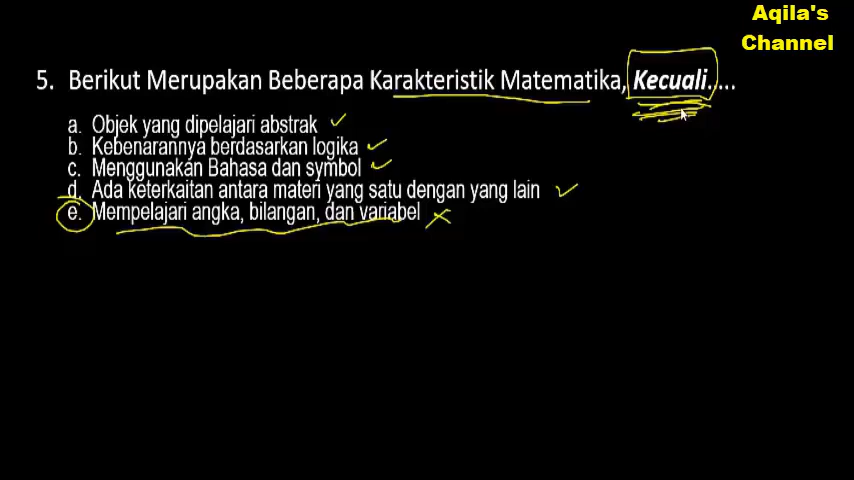 Aqila's
Channel
5. Berikut Merupakan Beberapa Karakteristik Matematika, Kecuali.....
a. Objek yang dipelajari abstrak
b. Kebenarannya berdasarkan logika
c. Menggunakan Bahasa dan symbol
d. Ada keterkaitan antara materi yang satu dengan yang lain
e. Mempelajari angka, bilangan, dan variabel